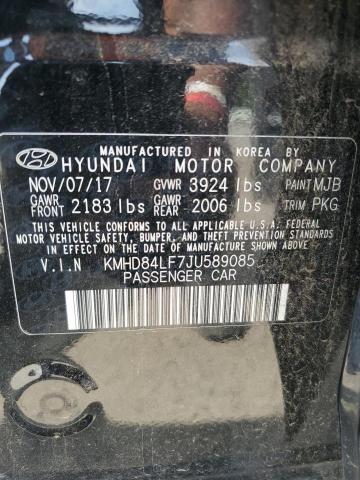 MANUFACTURED IN KOREA BY
HYUNDAI MOTOR COMPANY
NOV/07/17 GVWR 3924 lbs PAINT MJB
GAWR FRONT 2183 lbs GAWR REAR 2006 lbs TRIM PKG
THIS VEHICLE CONFORMS TO ALL APPLICABLE U.S.A. FEDERAL
MOTOR VEHICLE SAFETY, BUMPER, AND THEFT PREVENTION STANDARDS
IN EFFECT ON THE DATE OF MANUFACTURE SHOWN ABOVE.
V.I.N KMHD84LF7JU589085
PASSENGER CAR